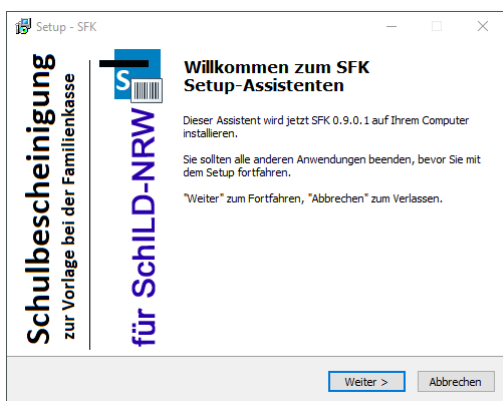 Setup - SFK
Schulbescheinigung
zur Vorlage bei der Familienkasse
für SchILD-NRW
S
Willkommen zum SFK
Setup-Assistenten
Dieser Assistent wird jetzt SFK 0.9.0.1 auf Ihrem Computer
installieren.
Sie sollten alle anderen Anwendungen beenden, bevor Sie mit
dem Setup fortfahren.
"Weiter" zum Fortfahren, "Abbrechen" zum Verlassen.
Weiter >
Abbrechen